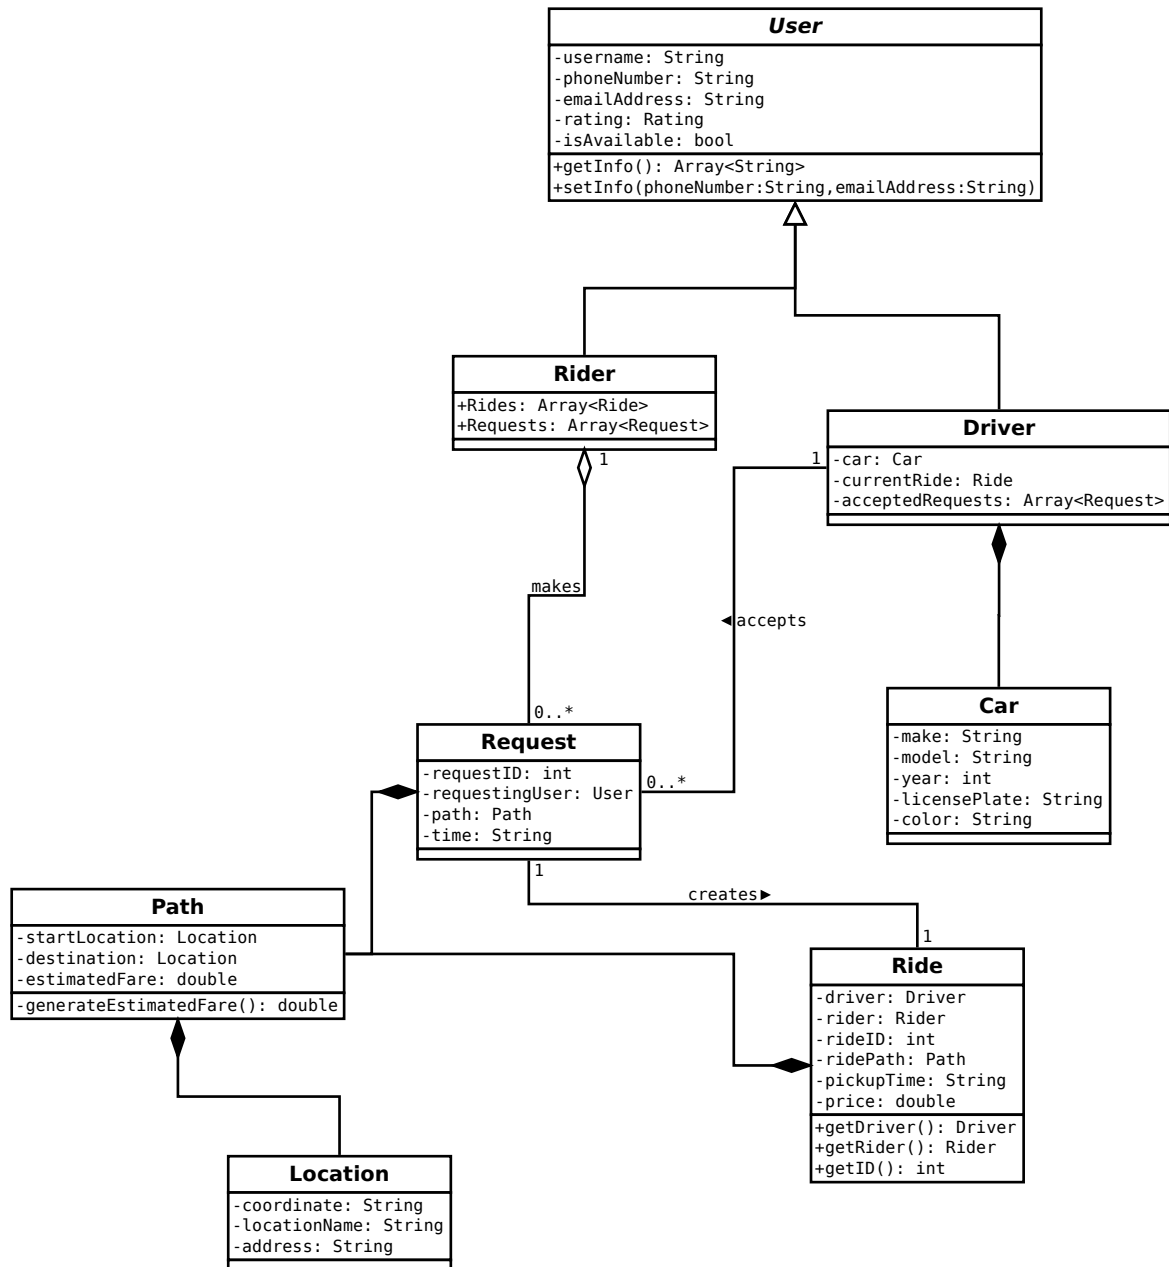 User
-username: String
-phoneNumber: String
-emailAddress: String
-rating: Rating
-isAvailable: bool
+getInfo(): Array<String>
+setInfo(phoneNumber:String,emailAddress:String)
Rider
+Rides: Array<Ride>
+Requests: Array<Request>
1
Driver
-car: Car
-currentRide: Ride
-acceptedRequests: Array<Request>
1
makes
◄accepts
0..*
Car
-make: String
-model: String
-year: int
-licensePlate: String
-color: String
Request
-requestID: int
-requestingUser: User
-path: Path
-time: String
0..*
1
creates►
1
Path
-startLocation: Location
-destination: Location
-estimatedFare: double
-generateEstimatedFare(): double
Ride
-driver: Driver
-rider: Rider
-rideID: int
-ridePath: Path
-pickupTime: String
-price: double
+getDriver(): Driver
+getRider(): Rider
+getID(): int
Location
-coordinate: String
-locationName: String
-address: String